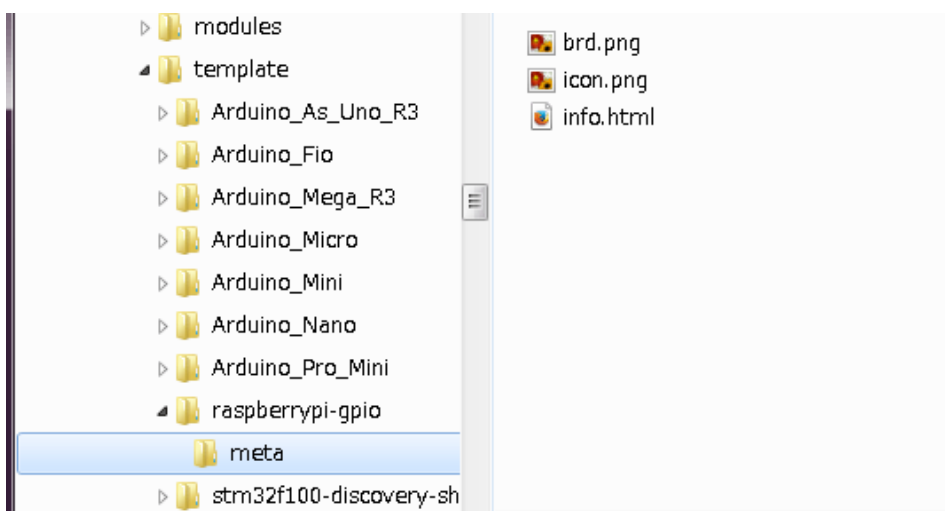 modules
template
Arduino_As_Uno_R3
Arduino_Fio
Arduino_Mega_R3
Arduino_Micro
Arduino_Mini
Arduino_Nano
Arduino_Pro_Mini
raspberrypi-gpio
meta
stm32f100-discovery-sh
brd.png
icon.png
info.html